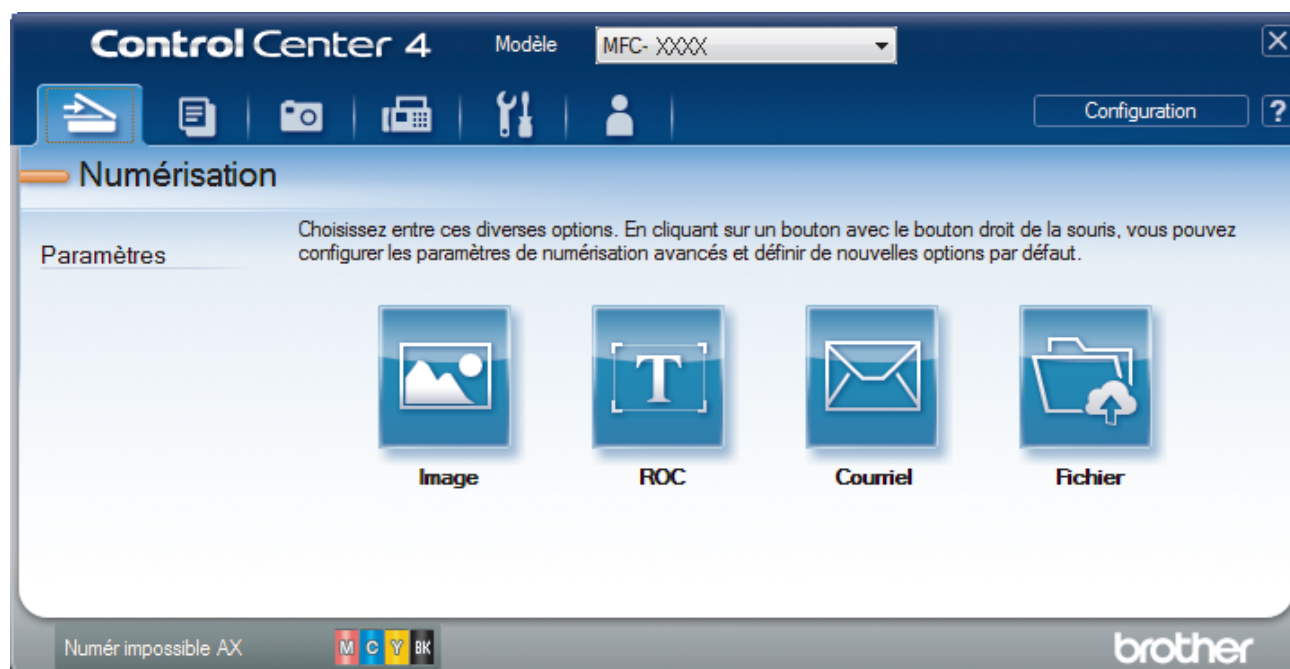 Control Center 4 Modèle MFC- XXXX
Configuration ?
Numérisation
Choisissez entre ces diverses options. En cliquant sur un bouton avec le bouton droit de la souris, vous pouvez
Paramètres configurer les paramètres de numérisation avancés et définir de nouvelles options par défaut.
T
Image ROC Courriel Fichier
Numér impossible AX M C Y BK brother